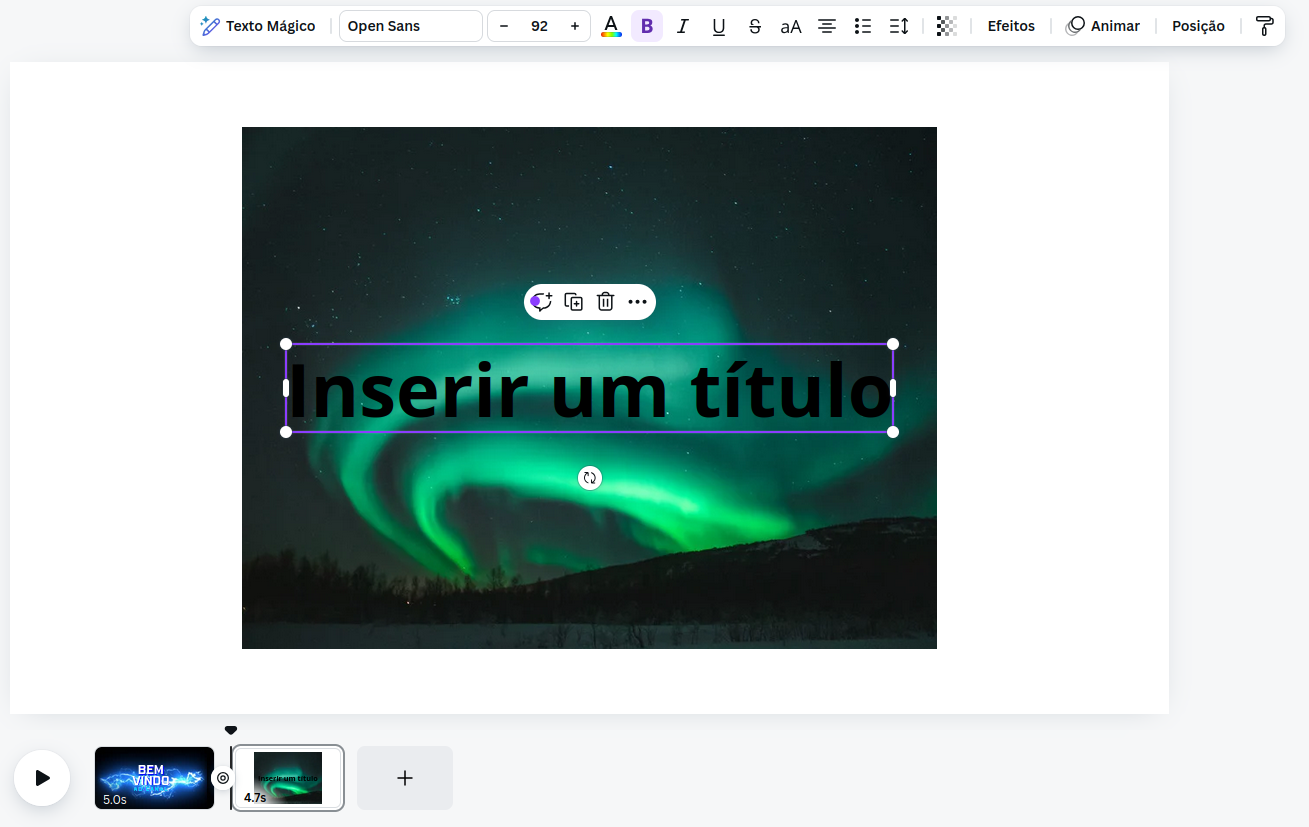 Texto Mágico Open Sans – 92 + A B I U S aA Efeitos Animar Posição
Inserir um título
BEM
VINDO
5.0s
Inserir um título
4.7s